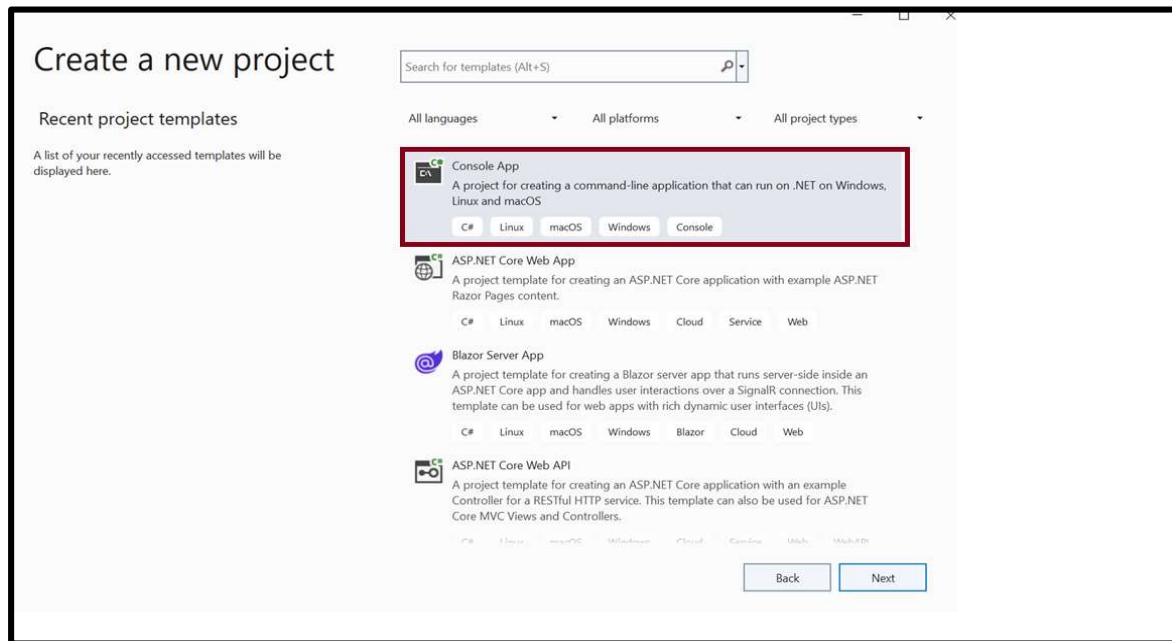 Create a new project
Recent project templates
A list of your recently accessed templates will be
displayed here.
Search for templates (Alt+S)
All languages All platforms All project types
Console App
A project for creating a command-line application that can run on .NET on Windows,
Linux and macOS
C# Linux macOS Windows Console
ASP.NET Core Web App
A project template for creating an ASP.NET Core application with example ASP.NET
Razor Pages content.
C# Linux macOS Windows Cloud Service Web
Blazor Server App
A project template for creating a Blazor server app that runs server-side inside an
ASP.NET Core app and handles user interactions over a SignalR connection. This
template can be used for web apps with rich dynamic user interfaces (UIs).
C# Linux macOS Windows Blazor Cloud Web
ASP.NET Core Web API
A project template for creating an ASP.NET Core application with an example
Controller for a RESTful HTTP service. This template can also be used for ASP.NET
Core MVC Views and Controllers.
C# Linux macOS Windows Cloud Service Web WebAPI
Back Next